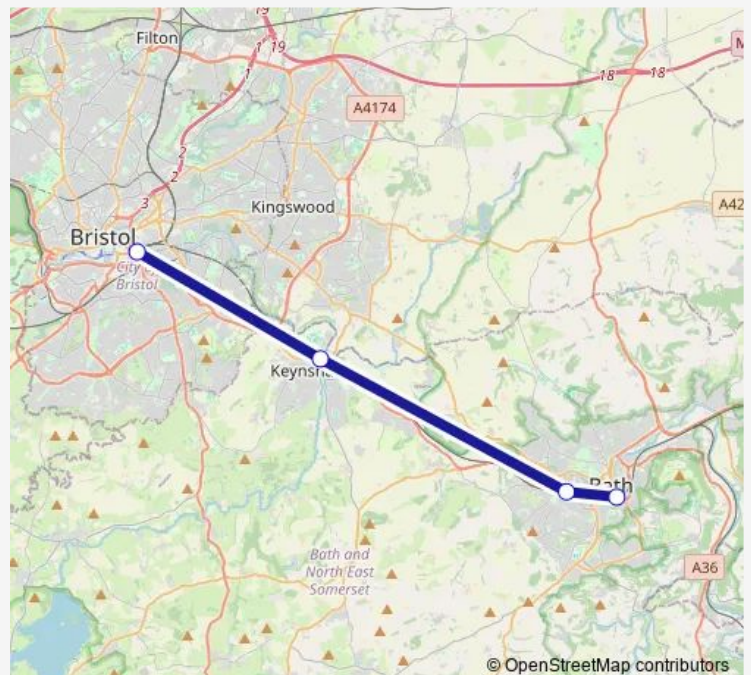 Filton
19
1
19
1
18
18
A4174
2
2
3
Kingswood
Bristol
City of
Bristol
Bath
Bath and
North East
Somerset
A36
© OpenStreetMap contributors